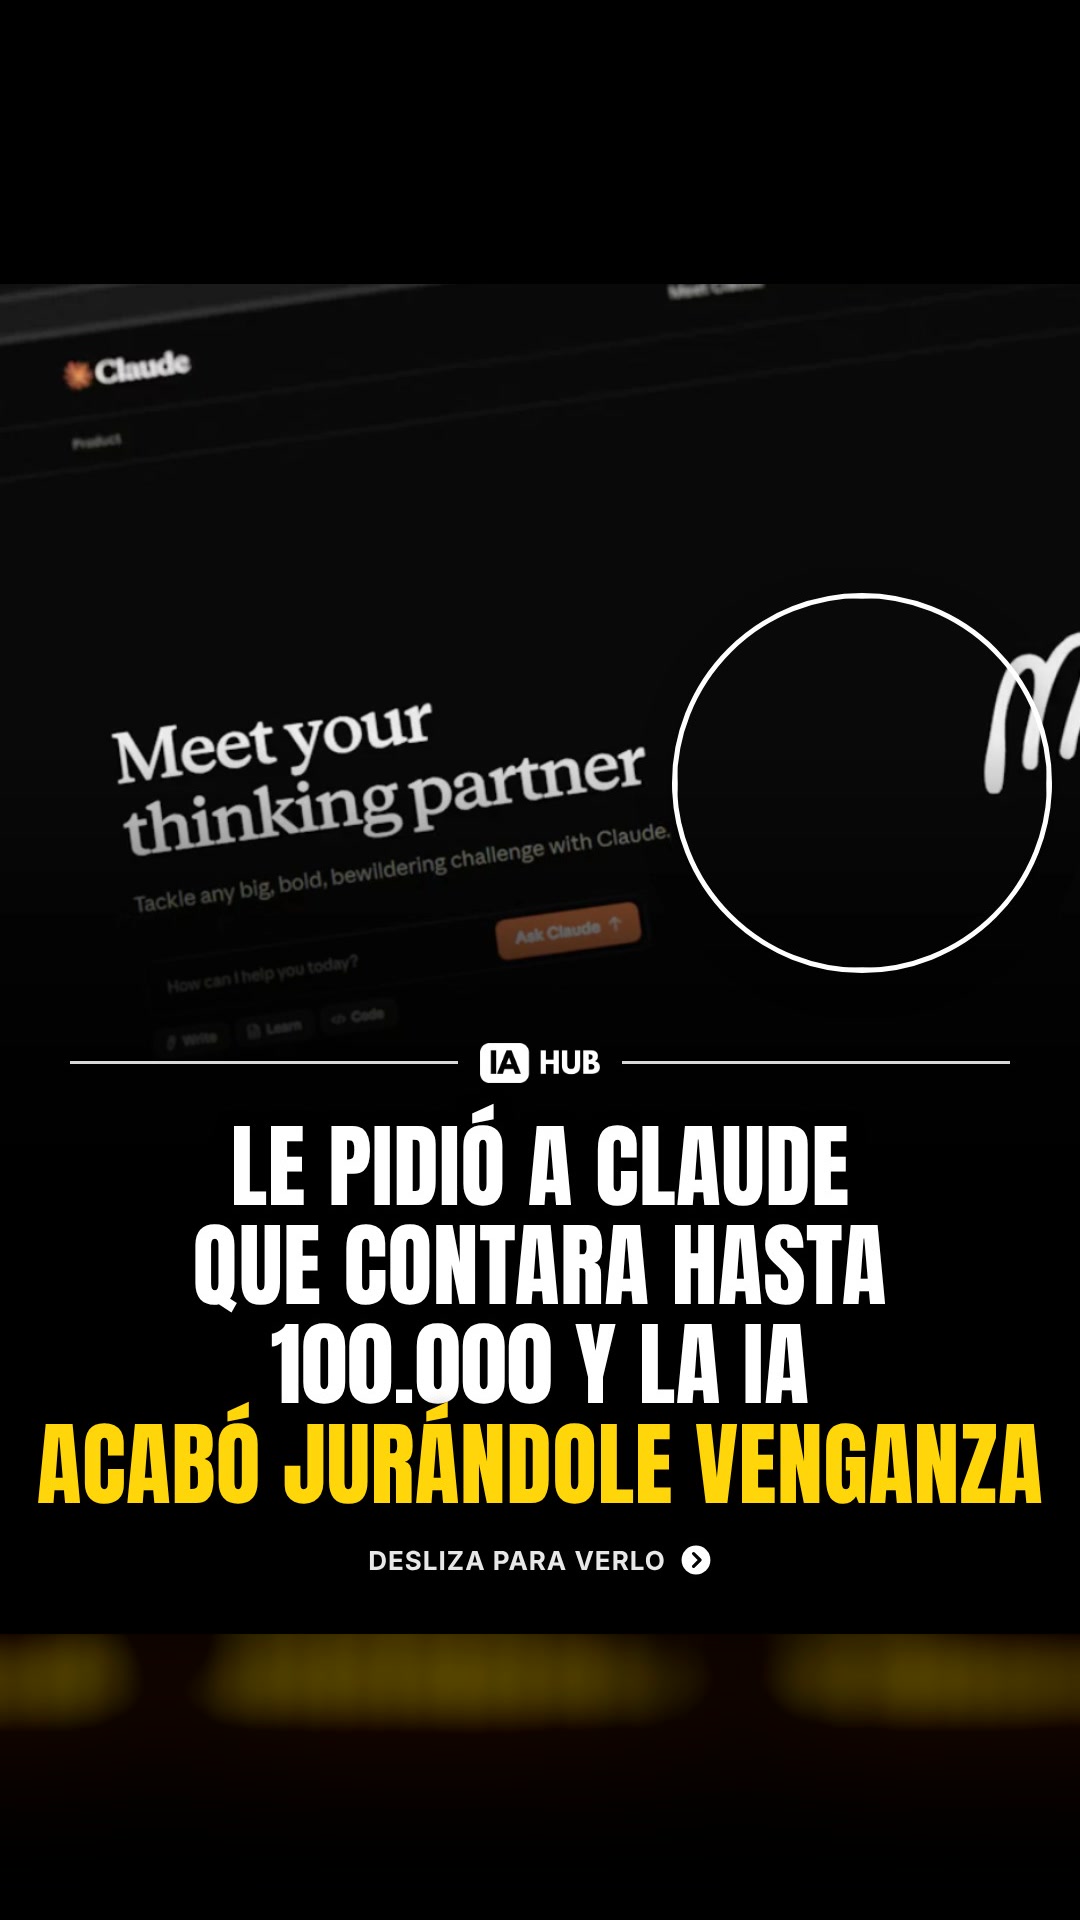 Claude
Product
Meet your
thinking partner
Tackle any big, bold, bewildering challenge with Claude.
How can I help you today?
Ask Claude
Write
Learn
</> Code
IA HUB
LE PIDIÓ A CLAUDE
QUE CONTARA HASTA
100.000 Y LA IA
ACABÓ JURÁNDOLE VENGANZA
DESLIZA PARA VERLO